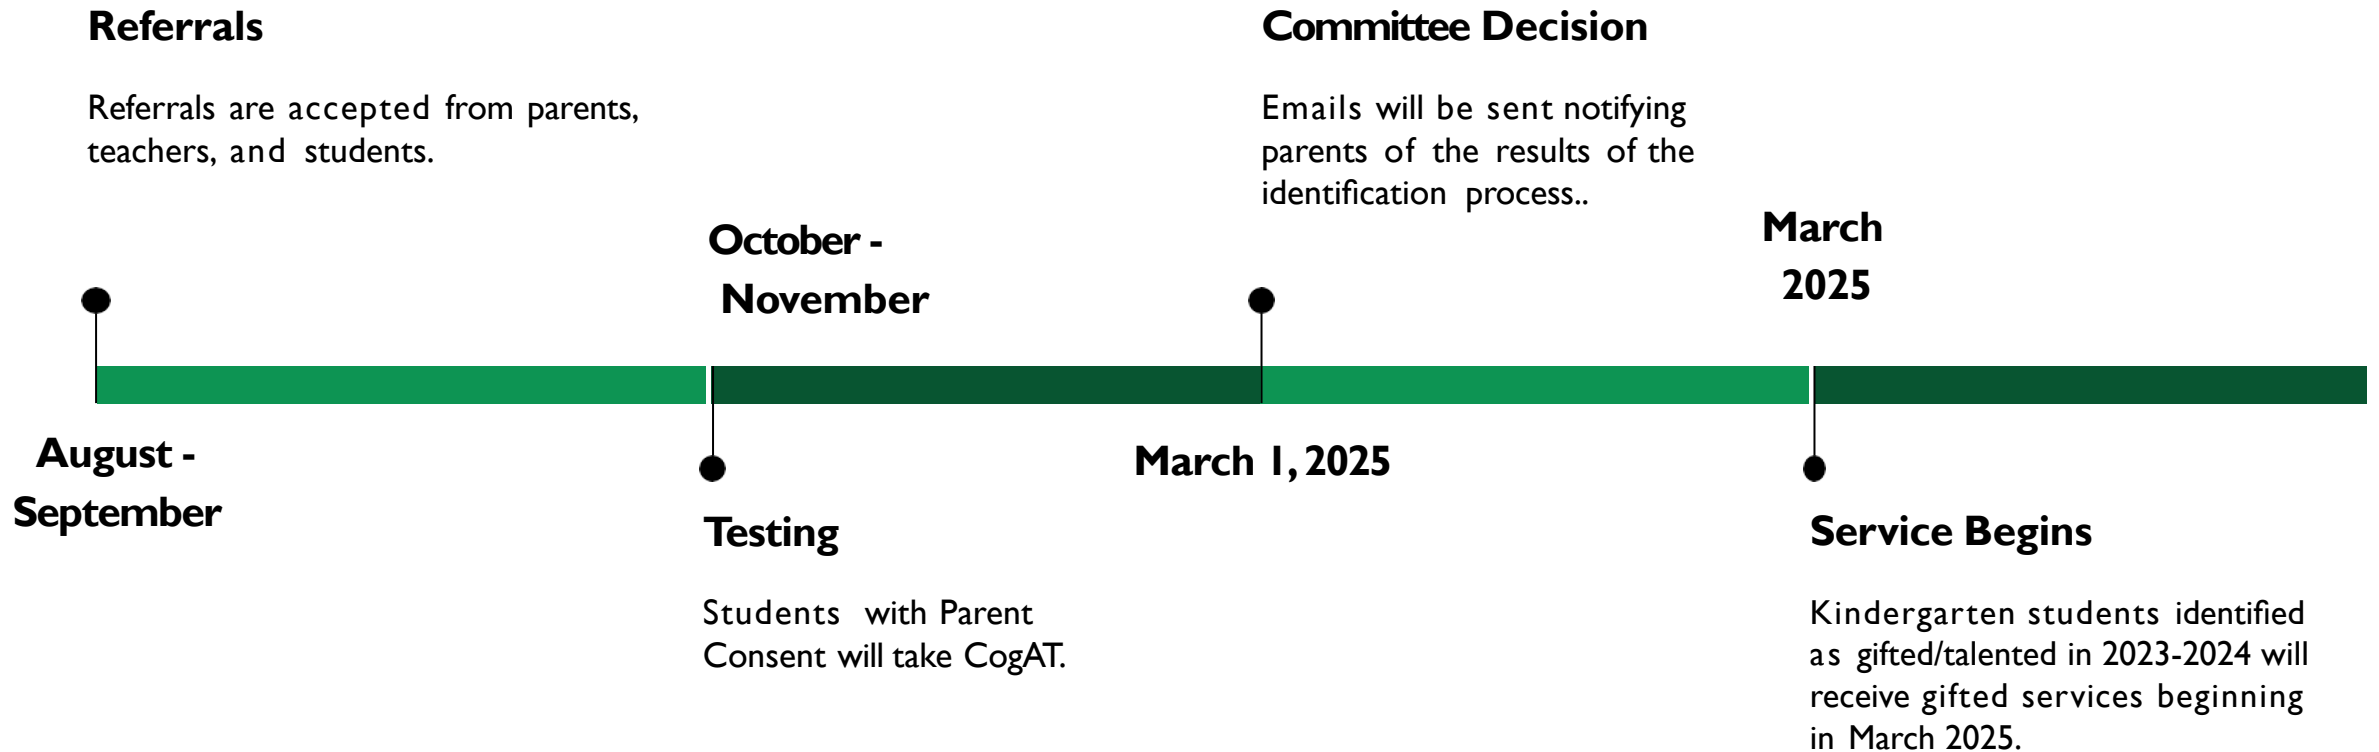 Referrals
Referrals are accepted from parents,
teachers, and students.
August -
September
October -
November
Testing
Students with Parent
Consent will take CogAT.
Committee Decision
Emails will be sent notifying
parents of the results of the
identification process..
March 1, 2025
March
2025
Service Begins
Kindergarten students identified
as gifted/talented in 2023-2024 will
receive gifted services beginning
in March 2025.